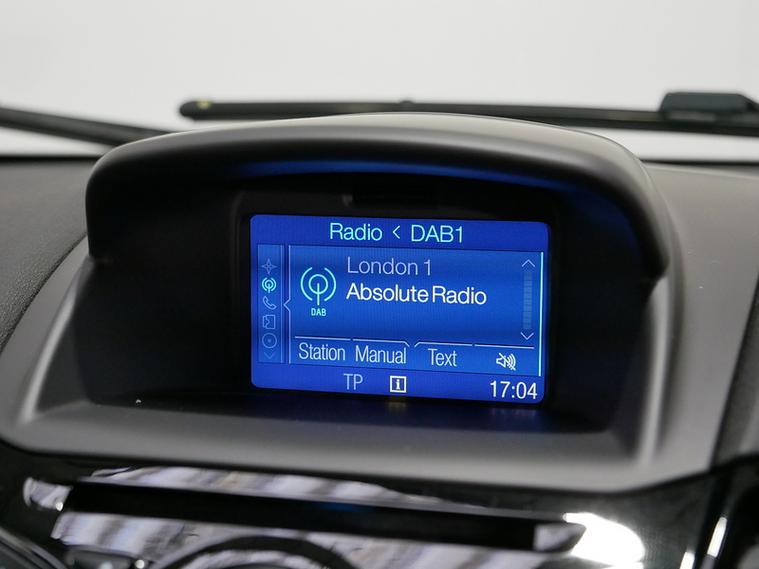 Radio < DAB1
London 1
Absolute Radio
DAB
Station Manual Text
TP i 17:04